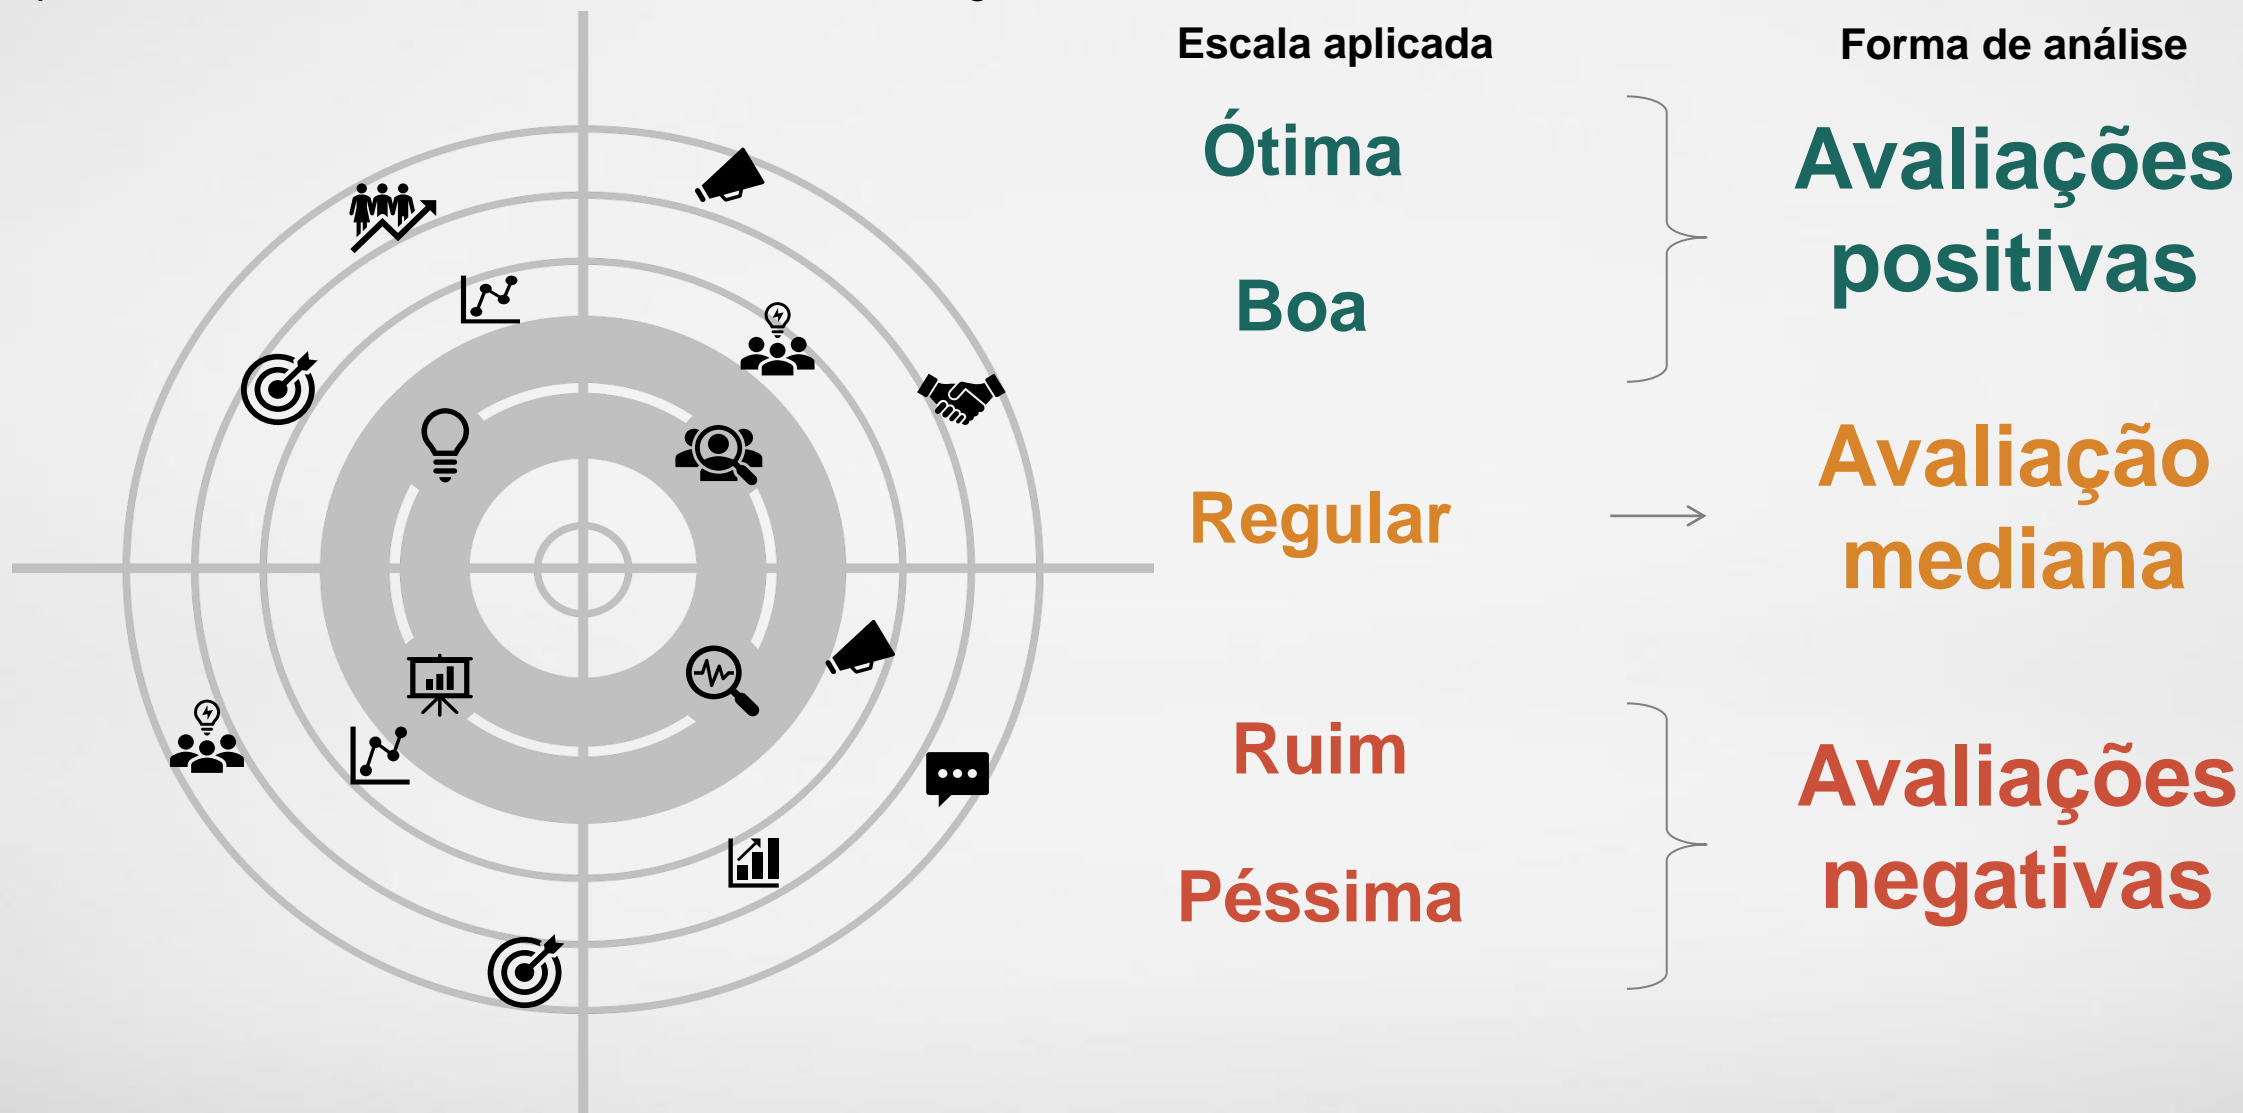 Escala aplicada
Forma de análise
Ótima
Boa
Avaliações
positivas
Regular
Avaliação
mediana
Ruim
Péssima
Avaliações
negativas